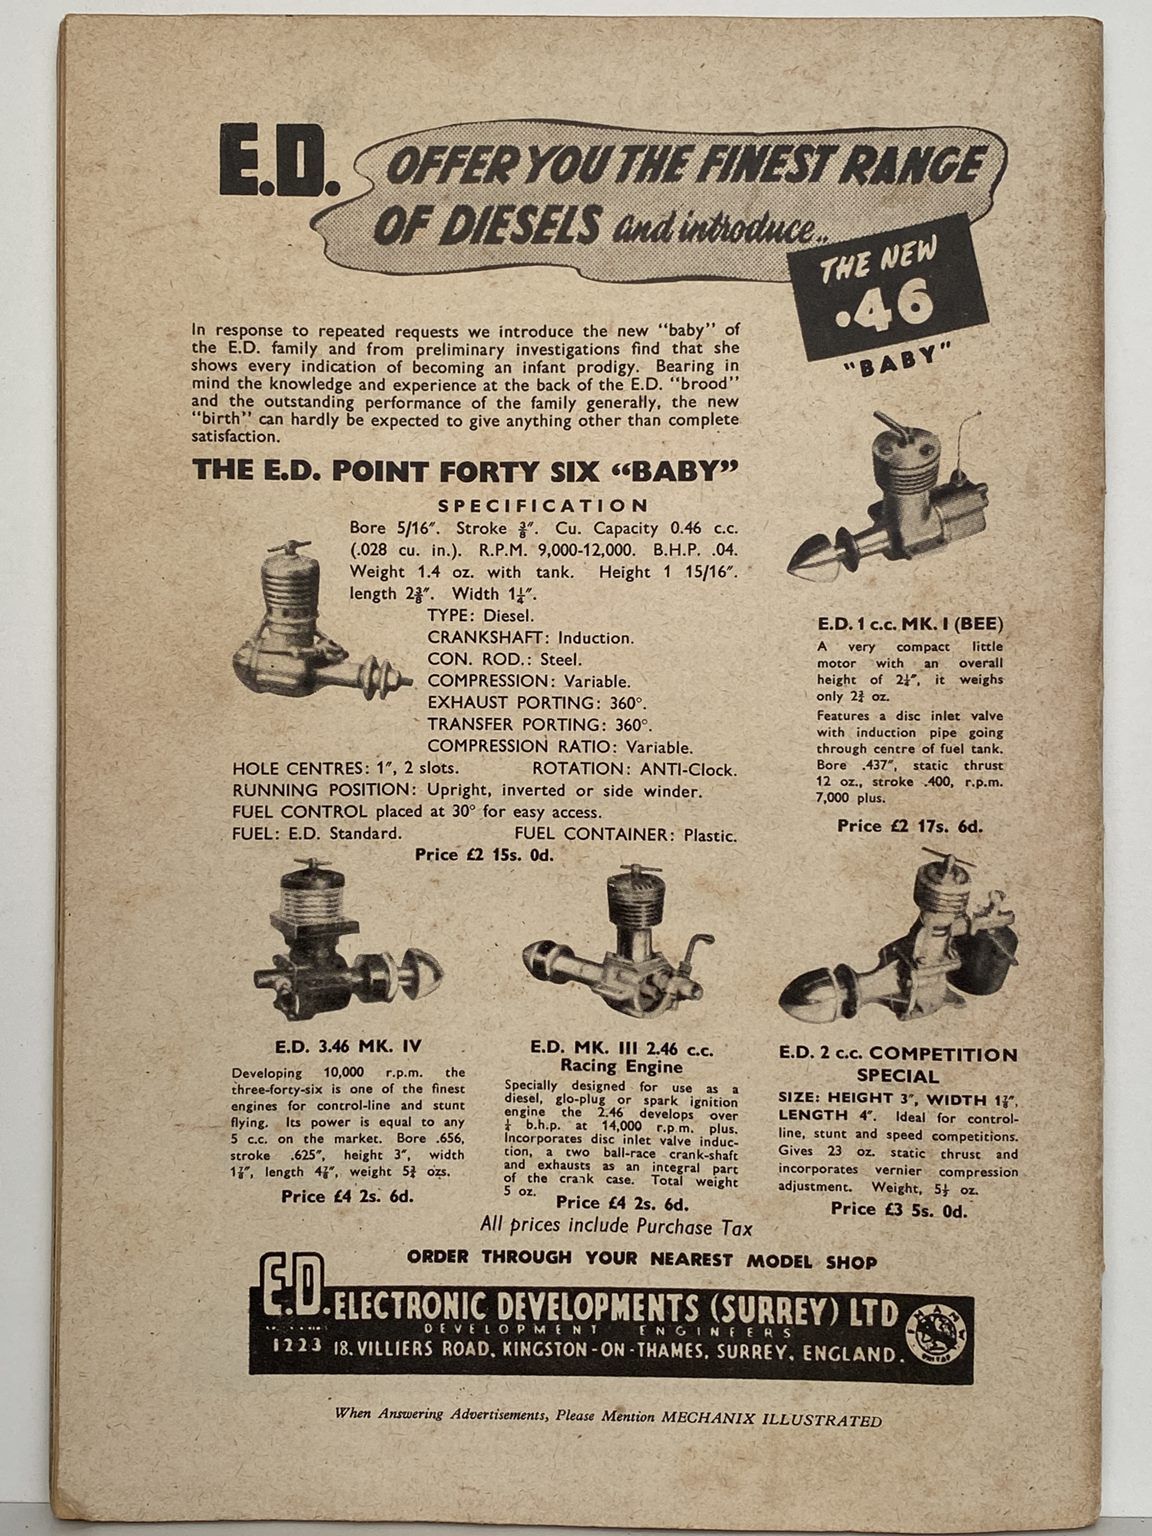 E.D. OFFER YOU THE FINEST RANGE
OF DIESELS and introduce..
THE NEW
.46
"BABY"
In response to repeated requests we introduce the new "baby" of
the E.D. family and from preliminary investigations find that she
shows every indication of becoming an infant prodigy. Bearing in
mind the knowledge and experience at the back of the E.D. "brood"
and the outstanding performance of the family generally, the new
"birth" can hardly be expected to give anything other than complete
satisfaction.
THE E.D. POINT FORTY SIX "BABY"
SPECIFICATION
Bore 5/16". Stroke ⅜". Cu. Capacity 0.46 c.c.
(.028 cu. in.). R.P.M. 9,000-12,000. B.H.P. .04.
Weight 1.4 oz. with tank. Height 1 15/16".
length 2⅜". Width 1¼".
TYPE: Diesel.
CRANKSHAFT: Induction.
CON. ROD.: Steel.
COMPRESSION: Variable.
EXHAUST PORTING: 360°.
TRANSFER PORTING: 360°.
COMPRESSION RATIO: Variable.
HOLE CENTRES: 1", 2 slots. ROTATION: ANTI-Clock.
RUNNING POSITION: Upright, inverted or side winder.
FUEL CONTROL placed at 30° for easy access.
FUEL: E.D. Standard. FUEL CONTAINER: Plastic.
Price £2 15s. 0d.
E.D. 1 c.c. MK. I (BEE)
A very compact little
motor with an overall
height of 2¼", it weighs
only 2¾ oz.
Features a disc inlet valve
with induction pipe going
through centre of fuel tank.
Bore .437", static thrust
12 oz., stroke .400, r.p.m.
7,000 plus.
Price £2 17s. 6d.
E.D. 3.46 MK. IV
Developing 10,000 r.p.m. the
three-forty-six is one of the finest
engines for control-line and stunt
flying. Its power is equal to any
5 c.c. on the market. Bore .656,
stroke .625", height 3", width
1⅞", length 4⅞", weight 5¾ ozs.
Price £4 2s. 6d.
E.D. MK. III 2.46 c.c.
Racing Engine
Specially designed for use as a
diesel, glo-plug or spark ignition
engine the 2.46 develops over
¼ b.h.p. at 14,000 r.p.m. plus.
Incorporates disc inlet valve induc-
tion, a two ball-race crank-shaft
and exhausts as an integral part
of the crank case. Total weight
5 oz.
Price £4 2s. 6d.
E.D. 2 c.c. COMPETITION
SPECIAL
SIZE: HEIGHT 3", WIDTH 1⅞",
LENGTH 4". Ideal for control-
line, stunt and speed competitions.
Gives 23 oz. static thrust and
incorporates vernier compression
adjustment. Weight, 5½ oz.
Price £3 5s. 0d.
All prices include Purchase Tax
ORDER THROUGH YOUR NEAREST MODEL SHOP
E.D. ELECTRONIC DEVELOPMENTS (SURREY) LTD
DEVELOPMENT ENGINEERS
1223 18, VILLIERS ROAD, KINGSTON-ON-THAMES, SURREY, ENGLAND.
When Answering Advertisements, Please Mention MECHANIX ILLUSTRATED